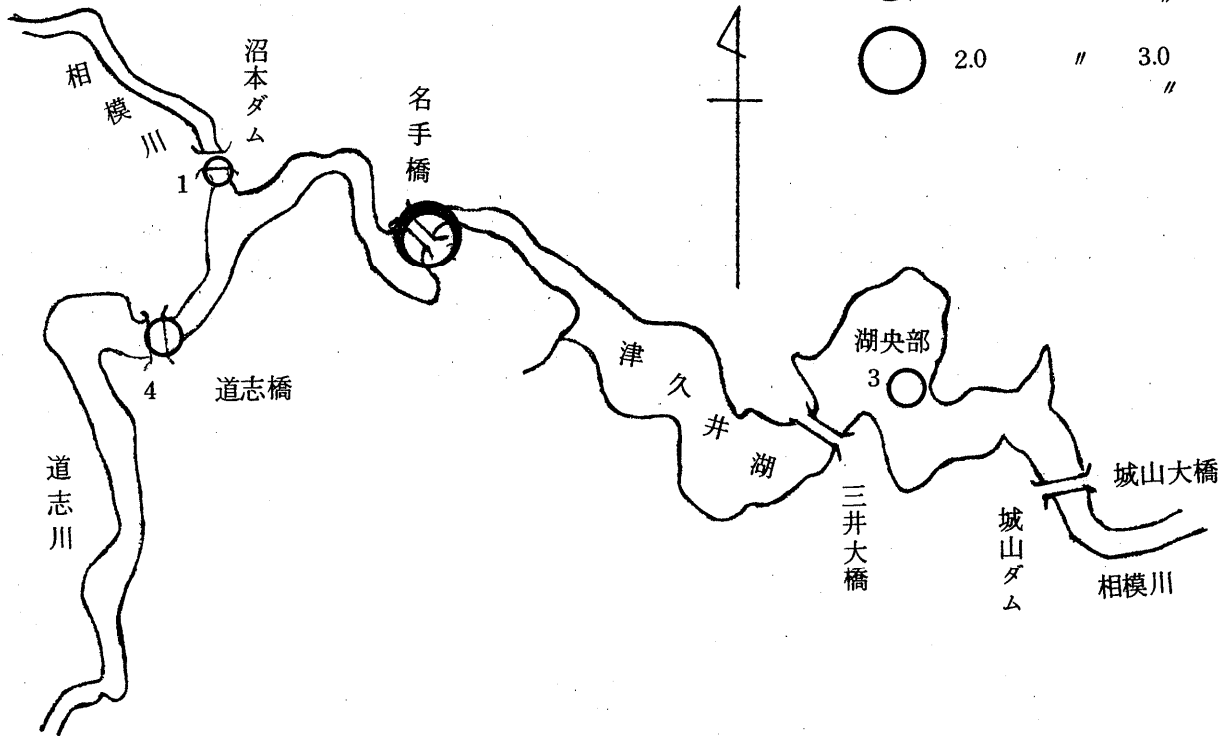 〃
2.0 〃 3.0
〃
相模川
沼本ダム
名手橋
1
4
道志橋
道志川
津久井湖
湖央部
3
三井大橋
城山ダム
城山大橋
相模川